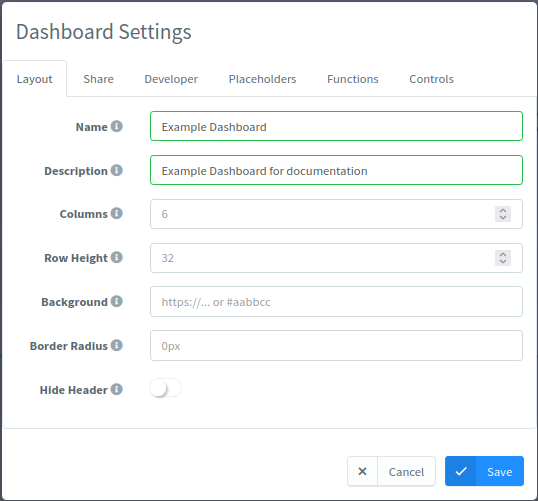 Dashboard Settings
Layout Share Developer Placeholders Functions Controls
Name Example Dashboard
Description Example Dashboard for documentation
Columns 6
Row Height 32
Background https://... or #aabbcc
Border Radius 0px
Hide Header
Cancel Save